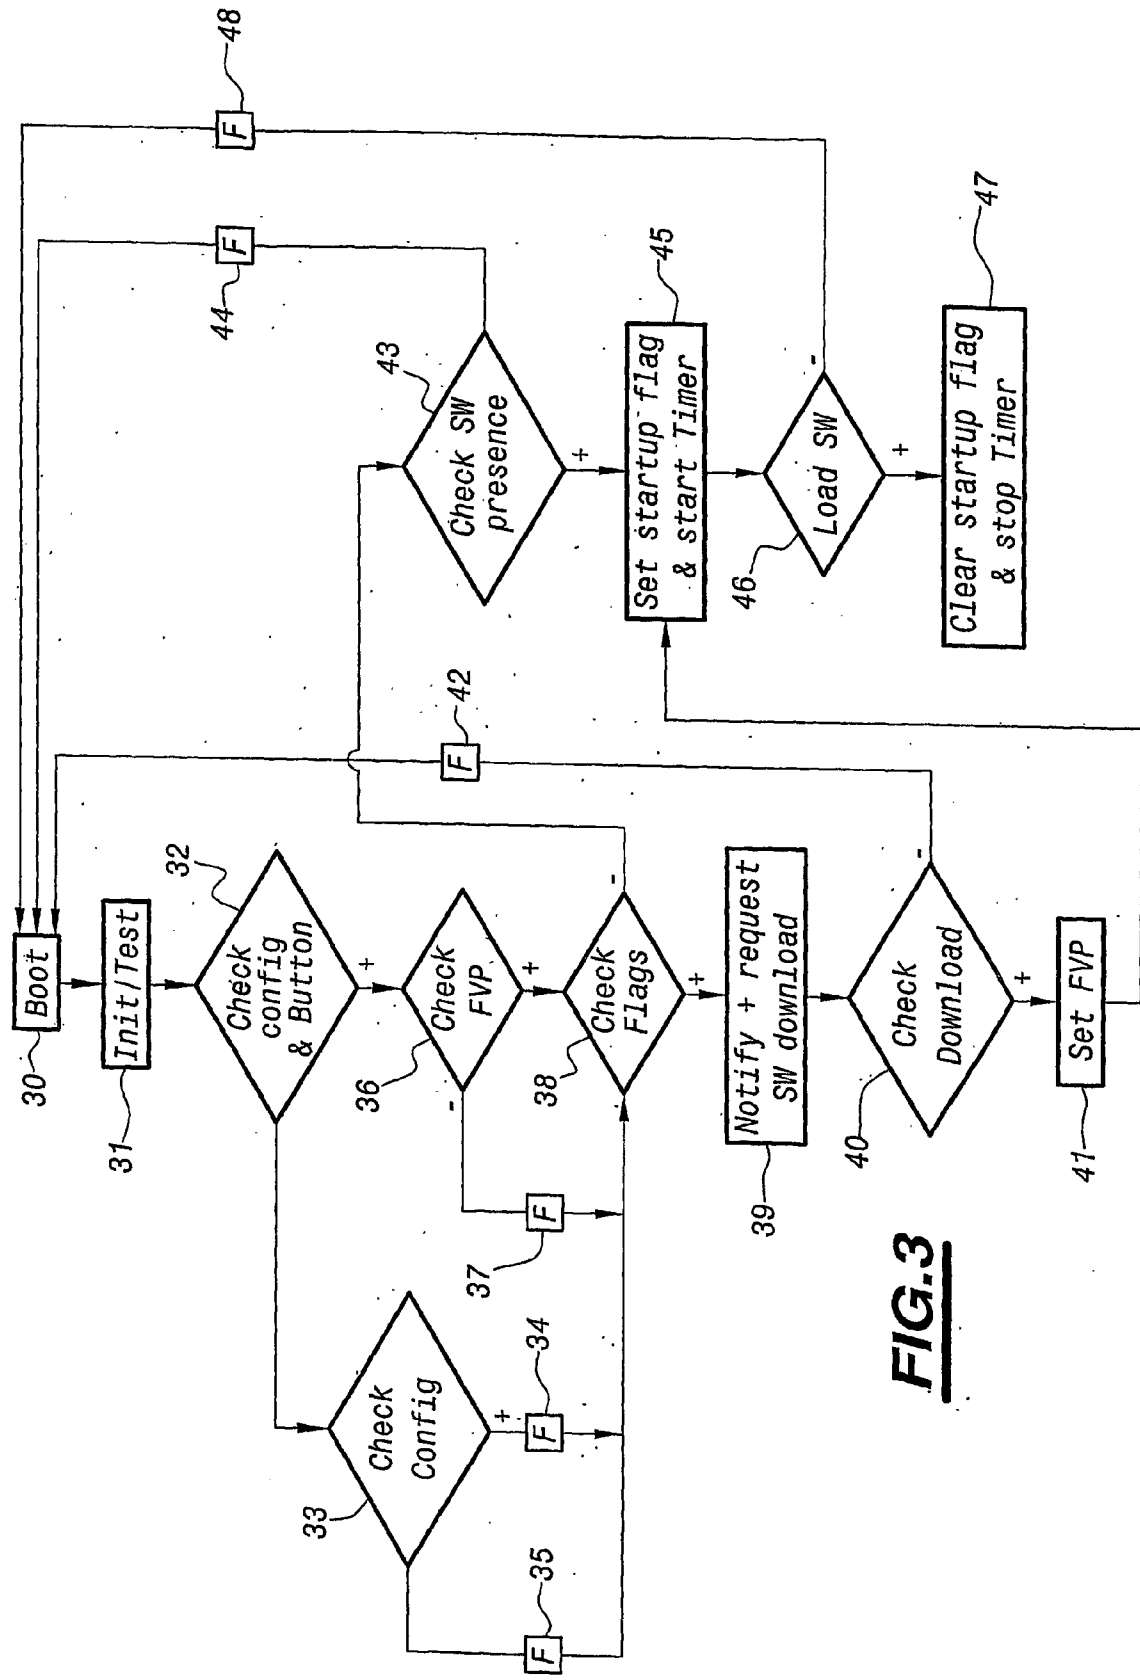 30
Boot
31
Init/Test
32
Check
config
& Button
+
33
Check
Config
+
34
F
35
F
36
Check
FVP
-
+
37
F
38
Check
Flags
-
+
39
Notify + request
SW download
40
Check
Download
-
+
41
Set FVP
42
F
43
Check SW
presence
+
44
F
45
Set startup flag
& start Timer
46
Load SW
-
+
47
Clear startup flag
& stop Timer
48
F
FIG.3